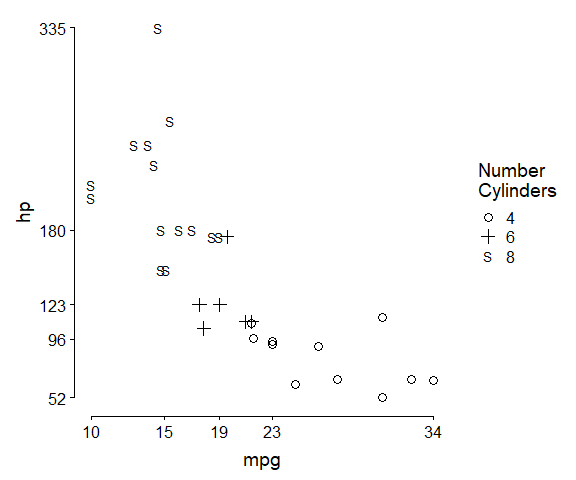 335
180
123
96
52
hp
10 15 19 23 34
mpg
Number
Cylinders
4
6
S 8
S
S
S S
S
S
S
S S S
S S
S S